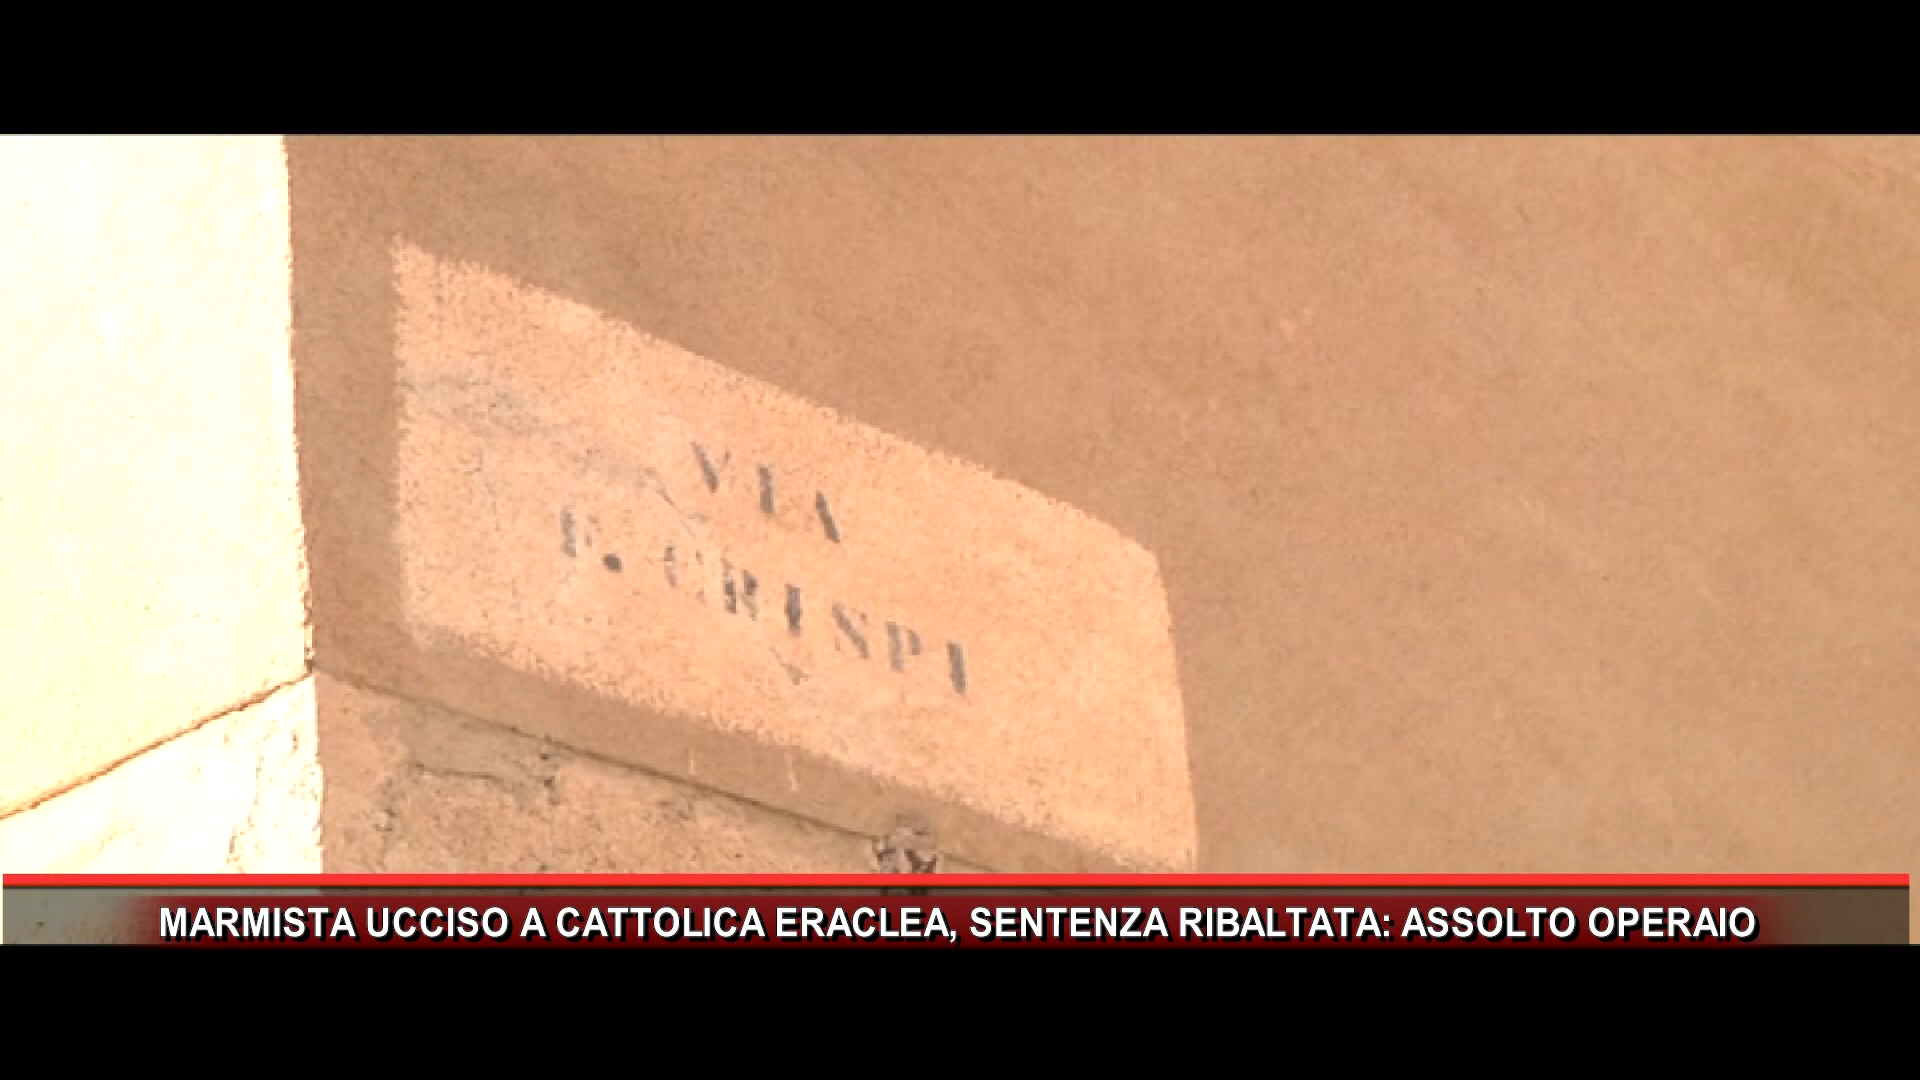 VIA
F. CRISPI
MARMISTA UCCISO A CATTOLICA ERACLEA, SENTENZA RIBALTATA: ASSOLTO OPERAIO